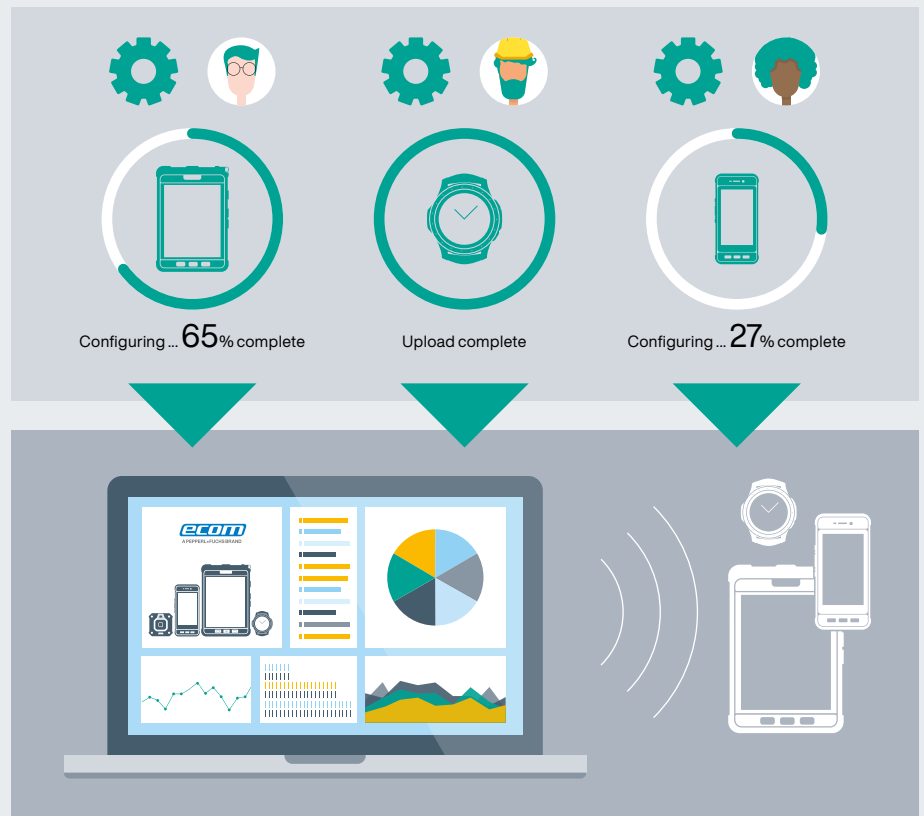 Configuring ... 65% complete
Upload complete
Configuring ... 27% complete
ecom
A PEPPERL+FUCHS BRAND